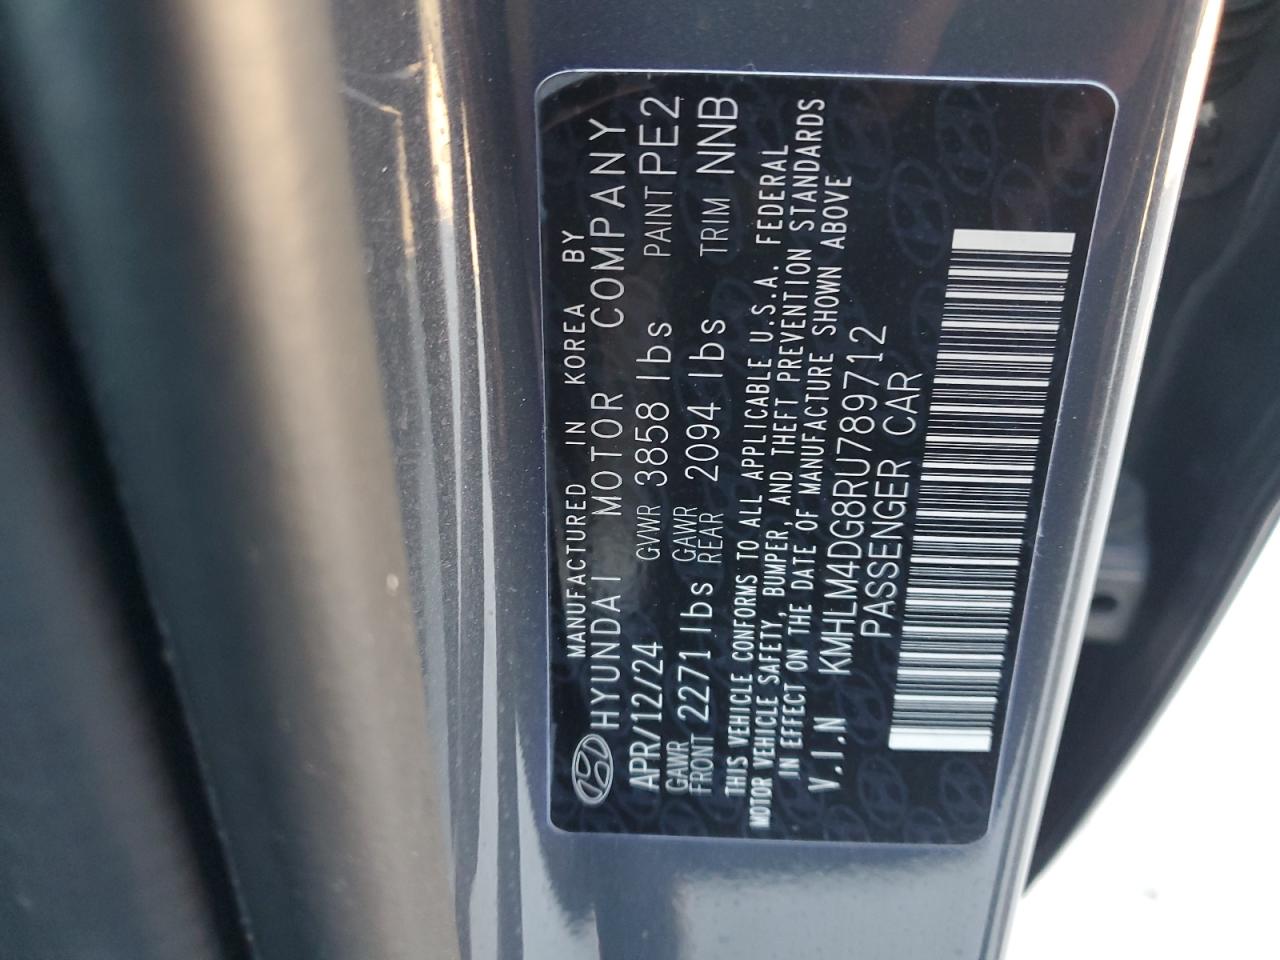 MANUFACTURED IN KOREA BY
HYUNDAI MOTOR COMPANY
APR/12/24 GVWR 3858 lbs PAINT PE2
GAWR FRONT 2271 lbs GAWR REAR 2094 lbs TRIM NNB
THIS VEHICLE CONFORMS TO ALL APPLICABLE U.S.A. FEDERAL
MOTOR VEHICLE SAFETY, BUMPER, AND THEFT PREVENTION STANDARDS
IN EFFECT ON THE DATE OF MANUFACTURE SHOWN ABOVE
V.I.N KMHLM4DG8RU789712
PASSENGER CAR